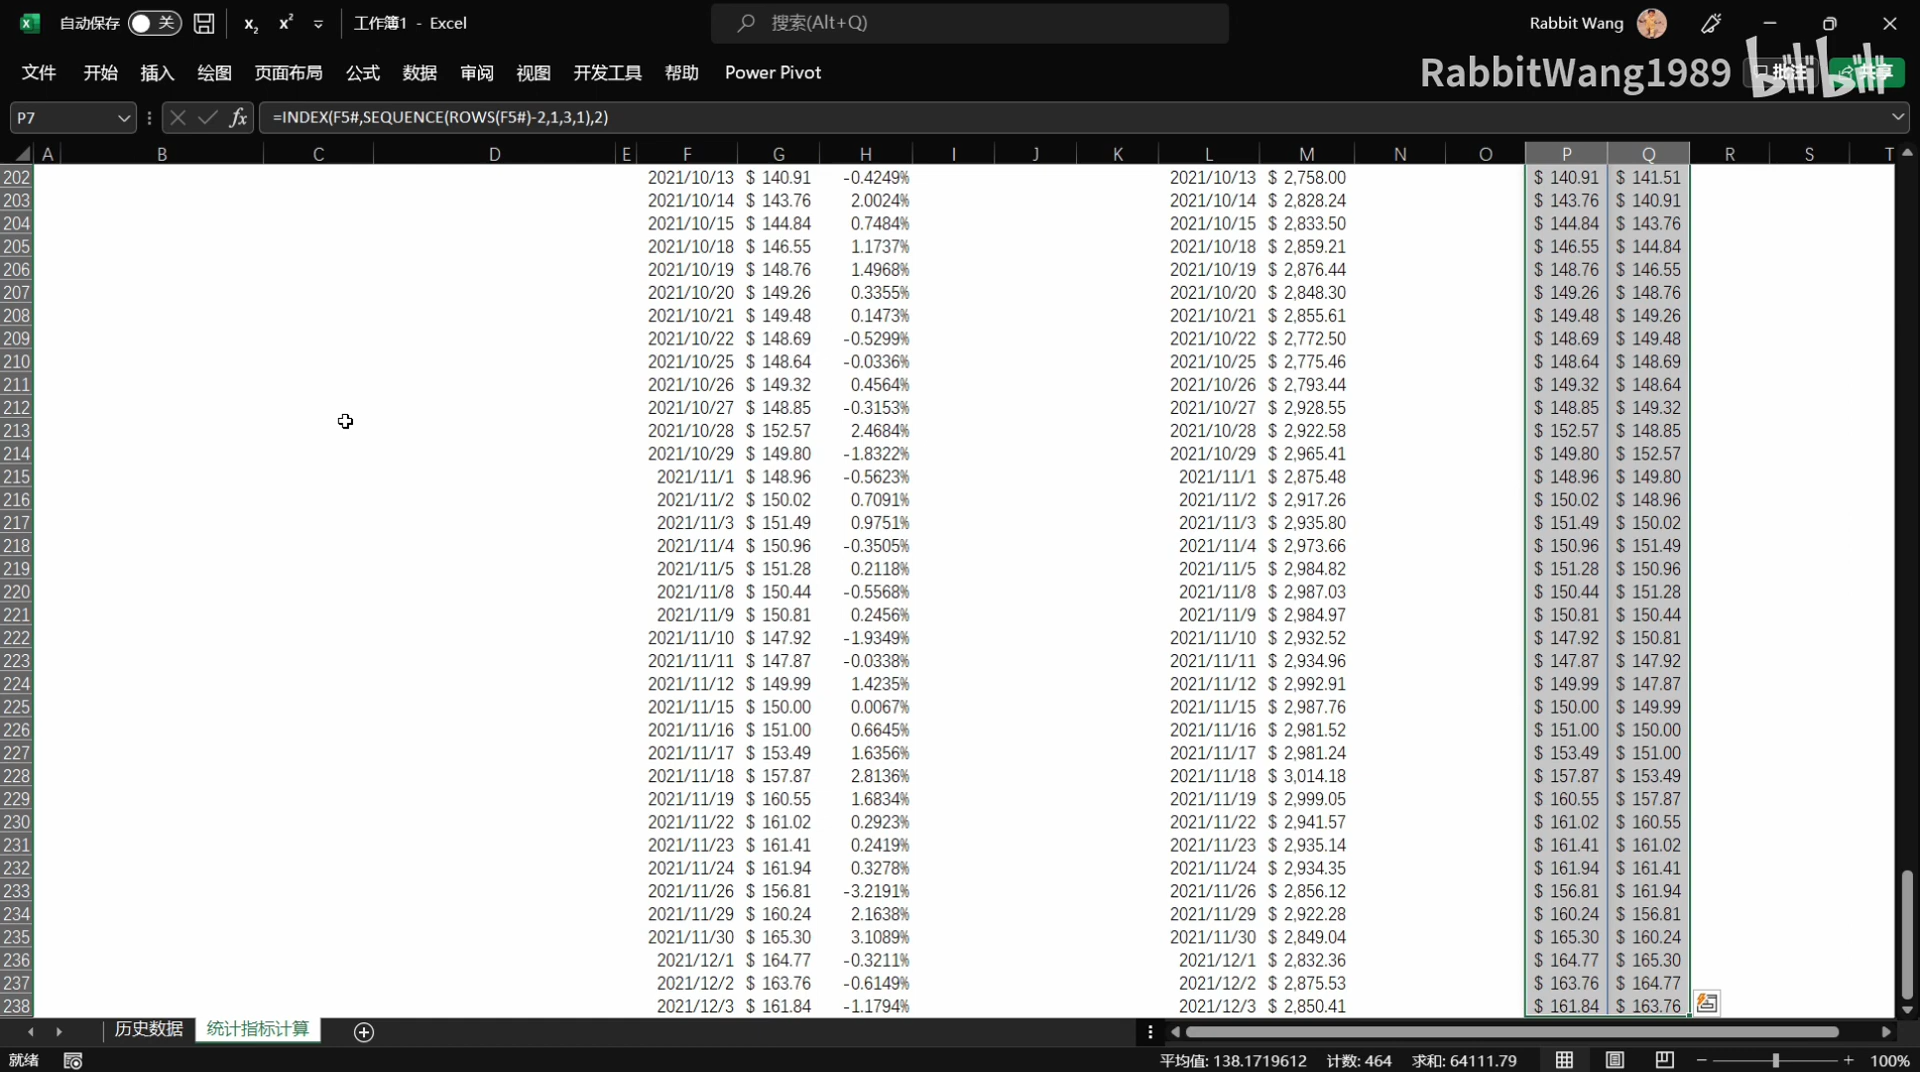 自动保存 关 x₂ x² 工作簿1 - Excel 搜索(Alt+Q) Rabbit Wang
文件 开始 插入 绘图 页面布局 公式 数据 审阅 视图 开发工具 帮助 Power Pivot 批注 共享
RabbitWang1989 bilibili
P7 fx =INDEX(F5#,SEQUENCE(ROWS(F5#)-2,1,3,1),2)
A B C D E F G H I J K L M N O P Q R S T
202 2021/10/13 $ 140.91 -0.4249% 2021/10/13 $ 2,758.00 $ 140.91 $ 141.51
203 2021/10/14 $ 143.76 2.0024% 2021/10/14 $ 2,828.24 $ 143.76 $ 140.91
204 2021/10/15 $ 144.84 0.7484% 2021/10/15 $ 2,833.50 $ 144.84 $ 143.76
205 2021/10/18 $ 146.55 1.1737% 2021/10/18 $ 2,859.21 $ 146.55 $ 144.84
206 2021/10/19 $ 148.76 1.4968% 2021/10/19 $ 2,876.44 $ 148.76 $ 146.55
207 2021/10/20 $ 149.26 0.3355% 2021/10/20 $ 2,848.30 $ 149.26 $ 148.76
208 2021/10/21 $ 149.48 0.1473% 2021/10/21 $ 2,855.61 $ 149.48 $ 149.26
209 2021/10/22 $ 148.69 -0.5299% 2021/10/22 $ 2,772.50 $ 148.69 $ 149.48
210 2021/10/25 $ 148.64 -0.0336% 2021/10/25 $ 2,775.46 $ 148.64 $ 148.69
211 2021/10/26 $ 149.32 0.4564% 2021/10/26 $ 2,793.44 $ 149.32 $ 148.64
212 2021/10/27 $ 148.85 -0.3153% 2021/10/27 $ 2,928.55 $ 148.85 $ 149.32
213 2021/10/28 $ 152.57 2.4684% 2021/10/28 $ 2,922.58 $ 152.57 $ 148.85
214 2021/10/29 $ 149.80 -1.8322% 2021/10/29 $ 2,965.41 $ 149.80 $ 152.57
215 2021/11/1 $ 148.96 -0.5623% 2021/11/1 $ 2,875.48 $ 148.96 $ 149.80
216 2021/11/2 $ 150.02 0.7091% 2021/11/2 $ 2,917.26 $ 150.02 $ 148.96
217 2021/11/3 $ 151.49 0.9751% 2021/11/3 $ 2,935.80 $ 151.49 $ 150.02
218 2021/11/4 $ 150.96 -0.3505% 2021/11/4 $ 2,973.66 $ 150.96 $ 151.49
219 2021/11/5 $ 151.28 0.2118% 2021/11/5 $ 2,984.82 $ 151.28 $ 150.96
220 2021/11/8 $ 150.44 -0.5568% 2021/11/8 $ 2,987.03 $ 150.44 $ 151.28
221 2021/11/9 $ 150.81 0.2456% 2021/11/9 $ 2,984.97 $ 150.81 $ 150.44
222 2021/11/10 $ 147.92 -1.9349% 2021/11/10 $ 2,932.52 $ 147.92 $ 150.81
223 2021/11/11 $ 147.87 -0.0338% 2021/11/11 $ 2,934.96 $ 147.87 $ 147.92
224 2021/11/12 $ 149.99 1.4235% 2021/11/12 $ 2,992.91 $ 149.99 $ 147.87
225 2021/11/15 $ 150.00 0.0067% 2021/11/15 $ 2,987.76 $ 150.00 $ 149.99
226 2021/11/16 $ 151.00 0.6645% 2021/11/16 $ 2,981.52 $ 151.00 $ 150.00
227 2021/11/17 $ 153.49 1.6356% 2021/11/17 $ 2,981.24 $ 153.49 $ 151.00
228 2021/11/18 $ 157.87 2.8136% 2021/11/18 $ 3,014.18 $ 157.87 $ 153.49
229 2021/11/19 $ 160.55 1.6834% 2021/11/19 $ 2,999.05 $ 160.55 $ 157.87
230 2021/11/22 $ 161.02 0.2923% 2021/11/22 $ 2,941.57 $ 161.02 $ 160.55
231 2021/11/23 $ 161.41 0.2419% 2021/11/23 $ 2,935.14 $ 161.41 $ 161.02
232 2021/11/24 $ 161.94 0.3278% 2021/11/24 $ 2,934.35 $ 161.94 $ 161.41
233 2021/11/26 $ 156.81 -3.2191% 2021/11/26 $ 2,856.12 $ 156.81 $ 161.94
234 2021/11/29 $ 160.24 2.1638% 2021/11/29 $ 2,922.28 $ 160.24 $ 156.81
235 2021/11/30 $ 165.30 3.1089% 2021/11/30 $ 2,849.04 $ 165.30 $ 160.24
236 2021/12/1 $ 164.77 -0.3211% 2021/12/1 $ 2,832.36 $ 164.77 $ 165.30
237 2021/12/2 $ 163.76 -0.6149% 2021/12/2 $ 2,875.53 $ 163.76 $ 164.77
238 2021/12/3 $ 161.84 -1.1794% 2021/12/3 $ 2,850.41 $ 161.84 $ 163.76
历史数据 统计指标计算
就绪 平均值: 138.1719612 计数: 464 求和: 64111.79 100%